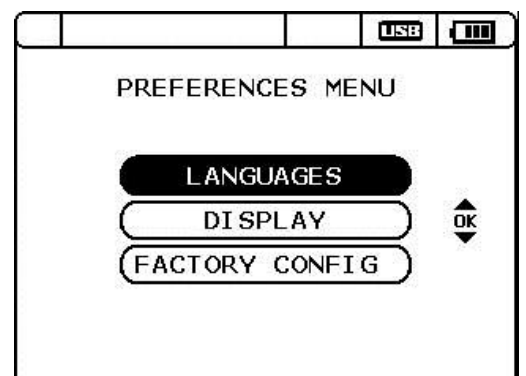 USB
PREFERENCES MENU
LANGUAGES
DISPLAY
OK
FACTORY CONFIG